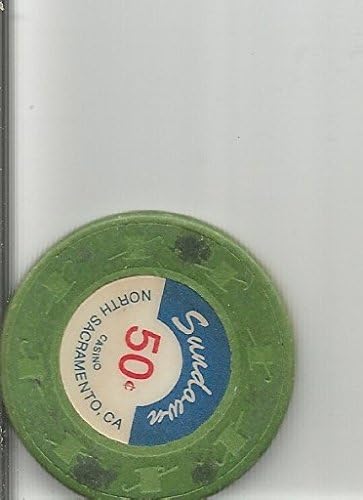 Sundown
50¢
CASINO
NORTH SACRAMENTO, CA